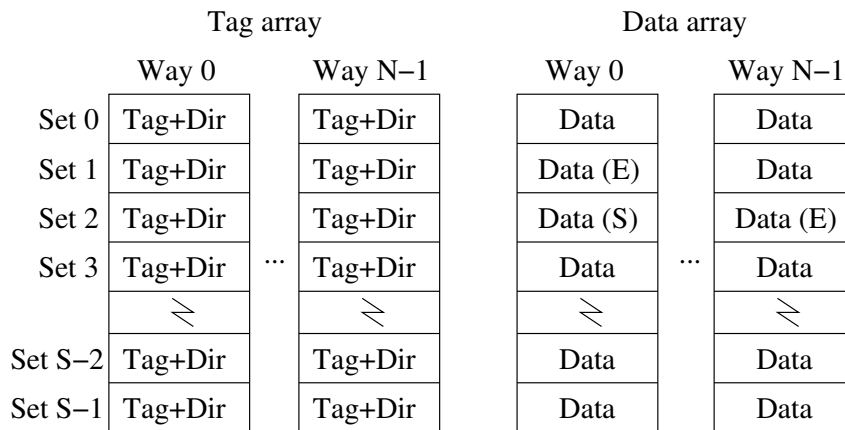 Tag array Data array
Way 0 Way N−1 Way 0 Way N−1
Set 0 Tag+Dir Tag+Dir Data Data
Set 1 Tag+Dir Tag+Dir Data (E) Data
Set 2 Tag+Dir Tag+Dir Data (S) Data (E)
Set 3 Tag+Dir ... Tag+Dir Data ... Data
Set S−2 Tag+Dir Tag+Dir Data Data
Set S−1 Tag+Dir Tag+Dir Data Data